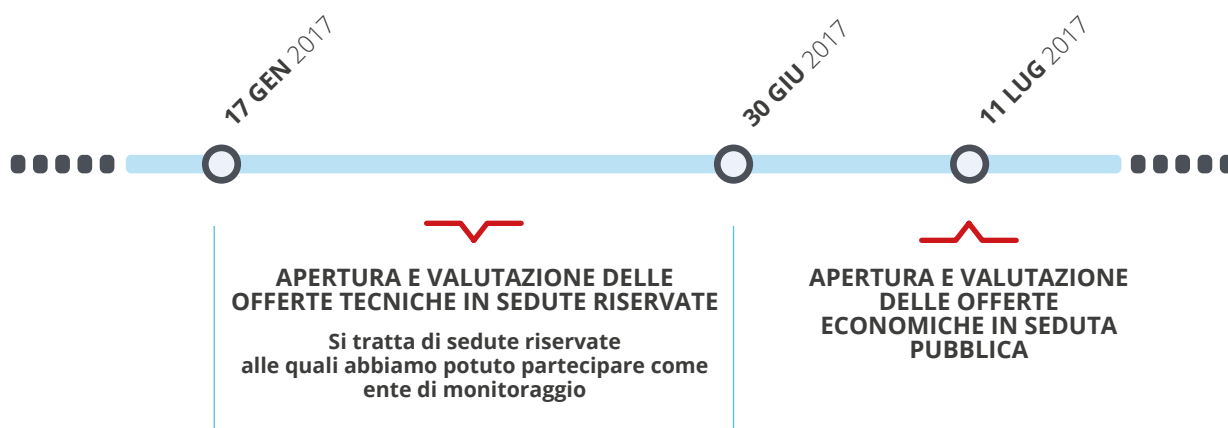 17 GEN 2017
30 GIU 2017
11 LUG 2017
APERTURA E VALUTAZIONE DELLE
OFFERTE TECNICHE IN SEDUTE RISERVATE
Si tratta di sedute riservate
alle quali abbiamo potuto partecipare come
ente di monitoraggio
APERTURA E VALUTAZIONE
DELLE OFFERTE
ECONOMICHE IN SEDUTA
PUBBLICA